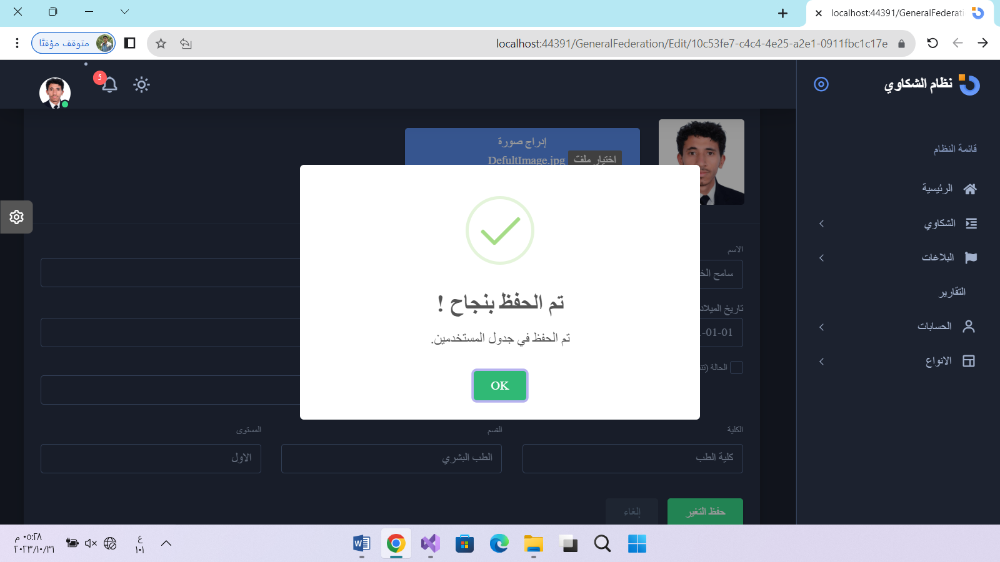 localhost:44391/GeneralFederati
متوقف مؤقتًا
localhost:44391/GeneralFederation/Edit/10c53fe7-c4c4-4e25-a2e1-0911fbc1c17e
نظام الشكاوي
5
قائمة النظام
الرئيسية
الشكاوي
البلاغات
التقارير
الحسابات
الانواع
إدراج صورة
اختيار ملف DefultImage.jpg
الاسم
سامح
تاريخ الميلاد
-01-01
الحالة
تم الحفظ بنجاح !
تم الحفظ في جدول المستخدمين.
OK
الكلية
القسم
المستوى
كلية الطب
الطب البشري
الاول
حفظ التغير
إلغاء
٠٥:٢٨ م
٢٠٢٣/١٠/٣١
ع
١٠١